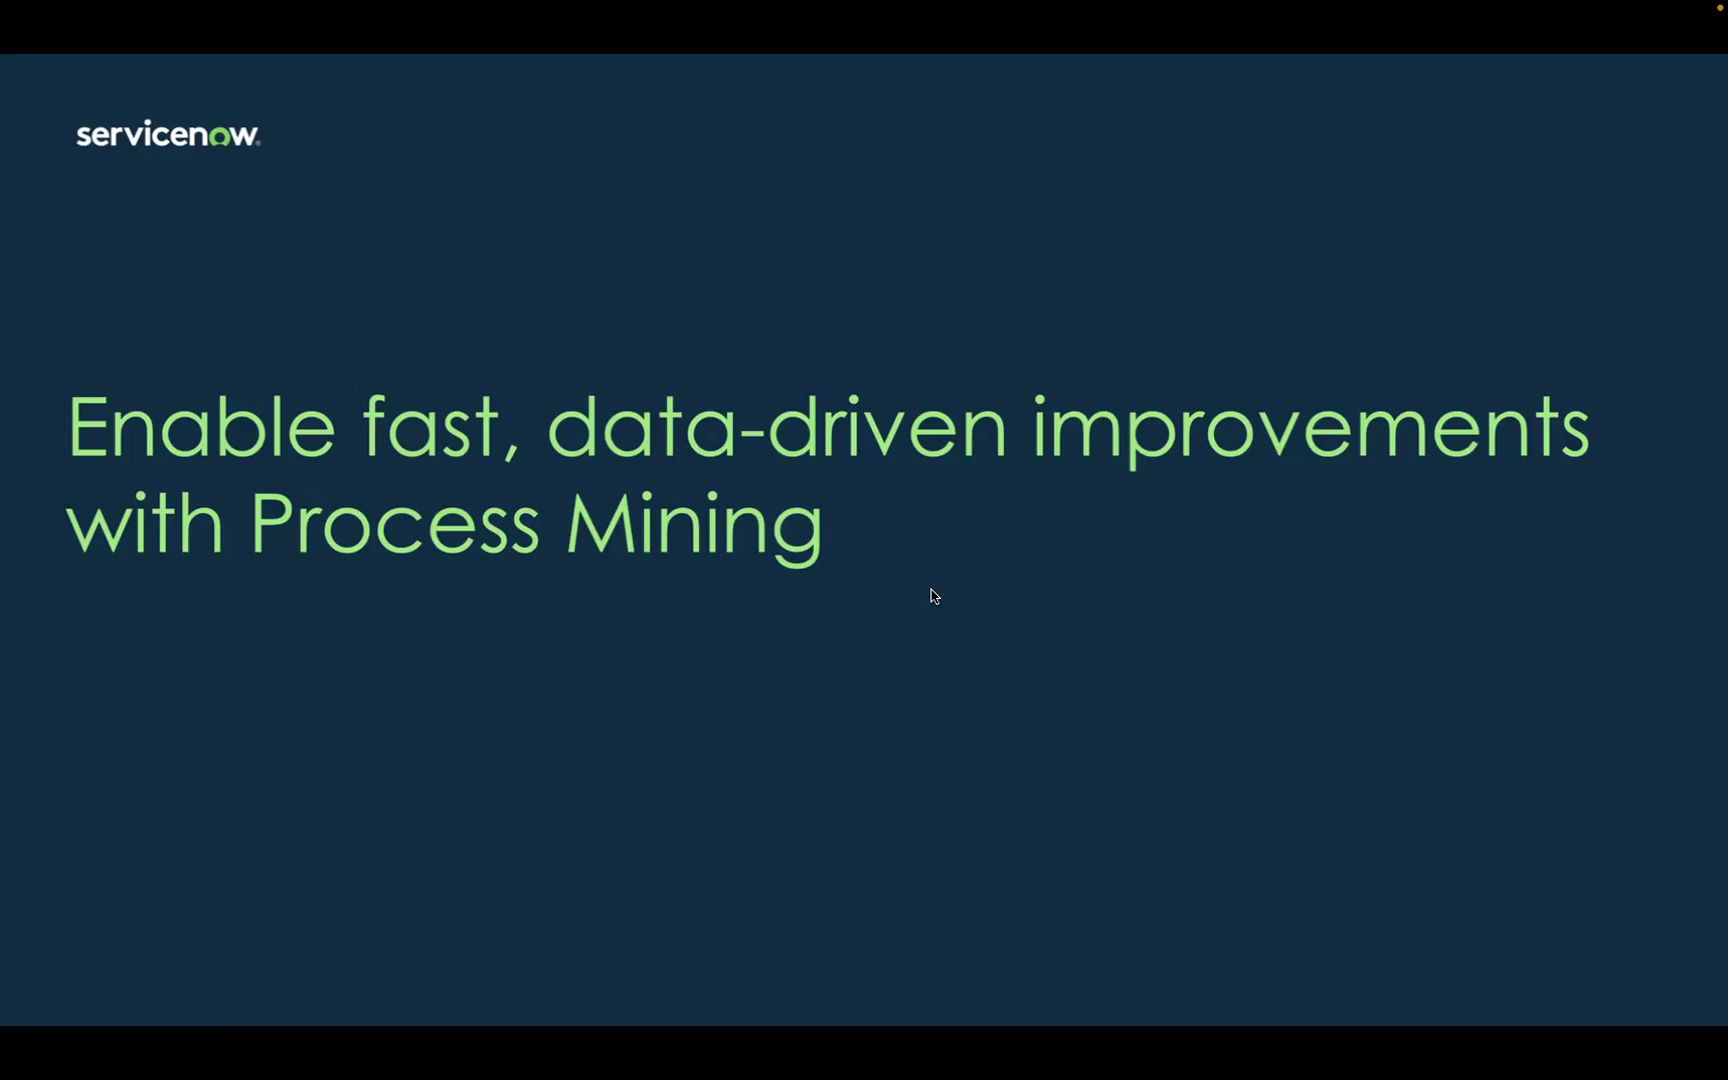 servicenow
Enable fast, data-driven improvements
with Process Mining